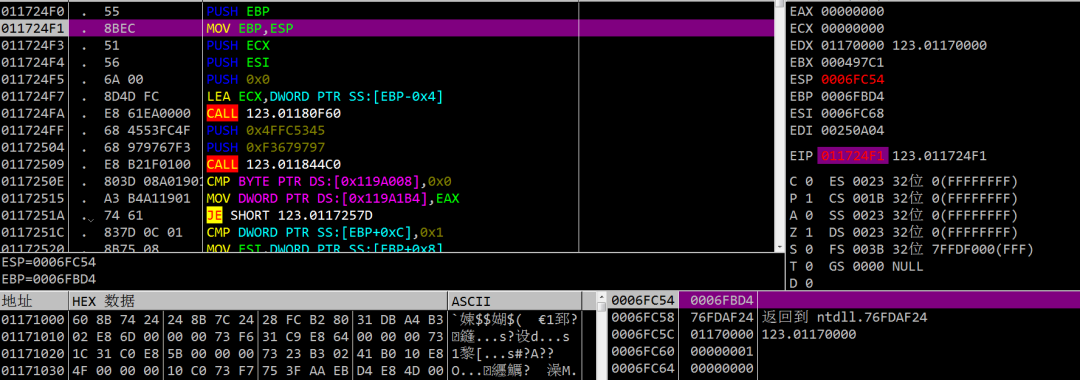 011724F0 . 55 PUSH EBP
011724F1 . 8BEC MOV EBP,ESP
011724F3 . 51 PUSH ECX
011724F4 . 56 PUSH ESI
011724F5 . 6A 00 PUSH 0x0
011724F7 . 8D4D FC LEA ECX,DWORD PTR SS:[EBP-0x4]
011724FA . E8 61EA0000 CALL 123.01180F60
011724FF . 68 4553FC4F PUSH 0x4FFC5345
01172504 . 68 979767F3 PUSH 0xF3679797
01172509 . E8 B21F0100 CALL 123.011844C0
0117250E . 803D 08A01901 CMP BYTE PTR DS:[0x119A008],0x0
01172515 . A3 B4A11901 MOV DWORD PTR DS:[0x119A1B4],EAX
0117251A . 74 61 JE SHORT 123.0117257D
0117251C . 837D 0C 01 CMP DWORD PTR SS:[EBP+0xC],0x1
01172520 . 8B75 08 MOV ESI,DWORD PTR SS:[EBP+0x8]
EAX 00000000
ECX 00000000
EDX 01170000 123.01170000
EBX 000497C1
ESP 0006FC54
EBP 0006FBD4
ESI 0006FC68
EDI 00250A04
EIP 011724F1 123.011724F1
C 0 ES 0023 32位 0(FFFFFFFF)
P 1 CS 001B 32位 0(FFFFFFFF)
A 0 SS 0023 32位 0(FFFFFFFF)
Z 1 DS 0023 32位 0(FFFFFFFF)
S 0 FS 003B 32位 7FFDF000(FFF)
T 0 GS 0000 NULL
D 0
ESP=0006FC54
EBP=0006FBD4
地址 HEX 数据 ASCII
01171000 60 8B 74 24 24 8B 7C 24 28 FC B2 80 31 DB A4 B3
01171010 02 E8 6D 00 00 00 73 F6 31 C9 E8 64 00 00 00 73
01171020 1C 31 C0 E8 5B 00 00 00 73 23 B3 02 41 B0 10 E8
01171030 4F 00 00 00 10 C0 73 F7 75 3F AA EB D4 E8 4D 00
0006FC54 0006FBD4
0006FC58 76FDAF24 返回到 ntdll.76FDAF24
0006FC5C 01170000 123.01170000
0006FC60 00000001
0006FC64 00000000